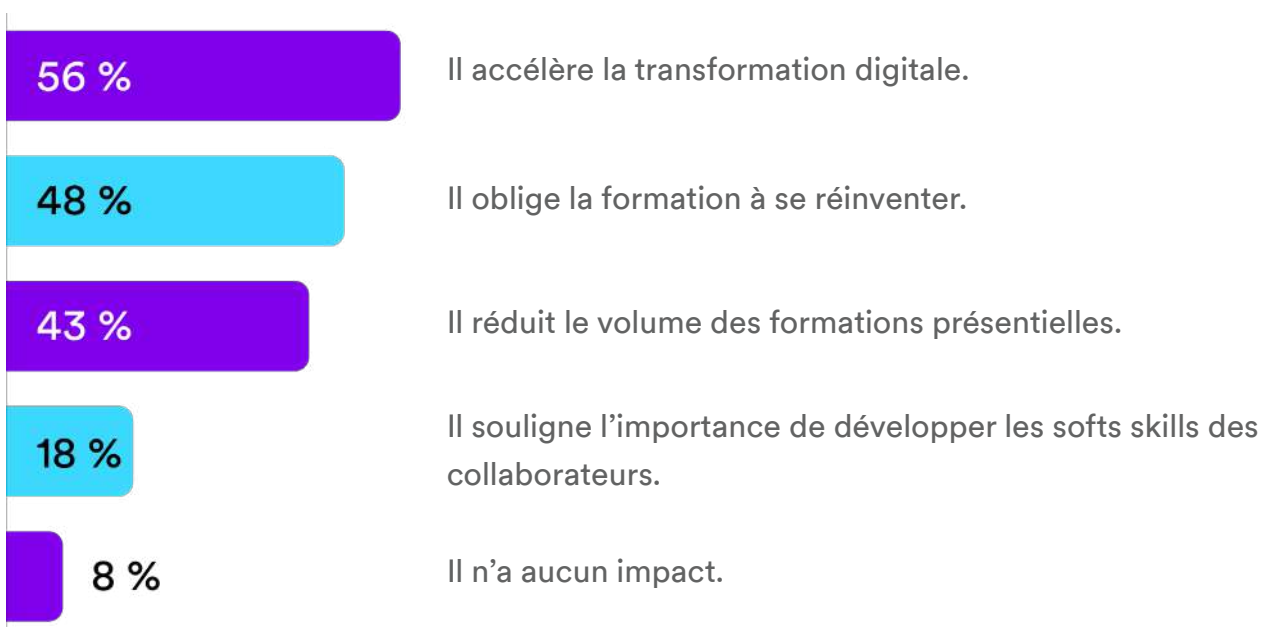 56 %
Il accélère la transformation digitale.
48 %
Il oblige la formation à se réinventer.
43 %
Il réduit le volume des formations présentielles.
18 %
Il souligne l’importance de développer les softs skills des
collaborateurs.
8 %
Il n’a aucun impact.